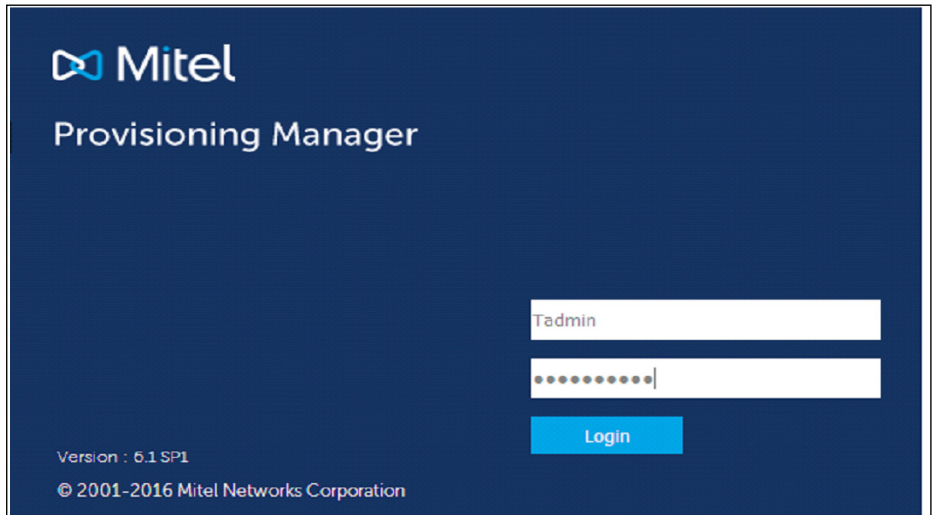 Mitel
Provisioning Manager
Tadmin
••••••••••
Login
Version : 6.1 SP1
© 2001-2016 Mitel Networks Corporation